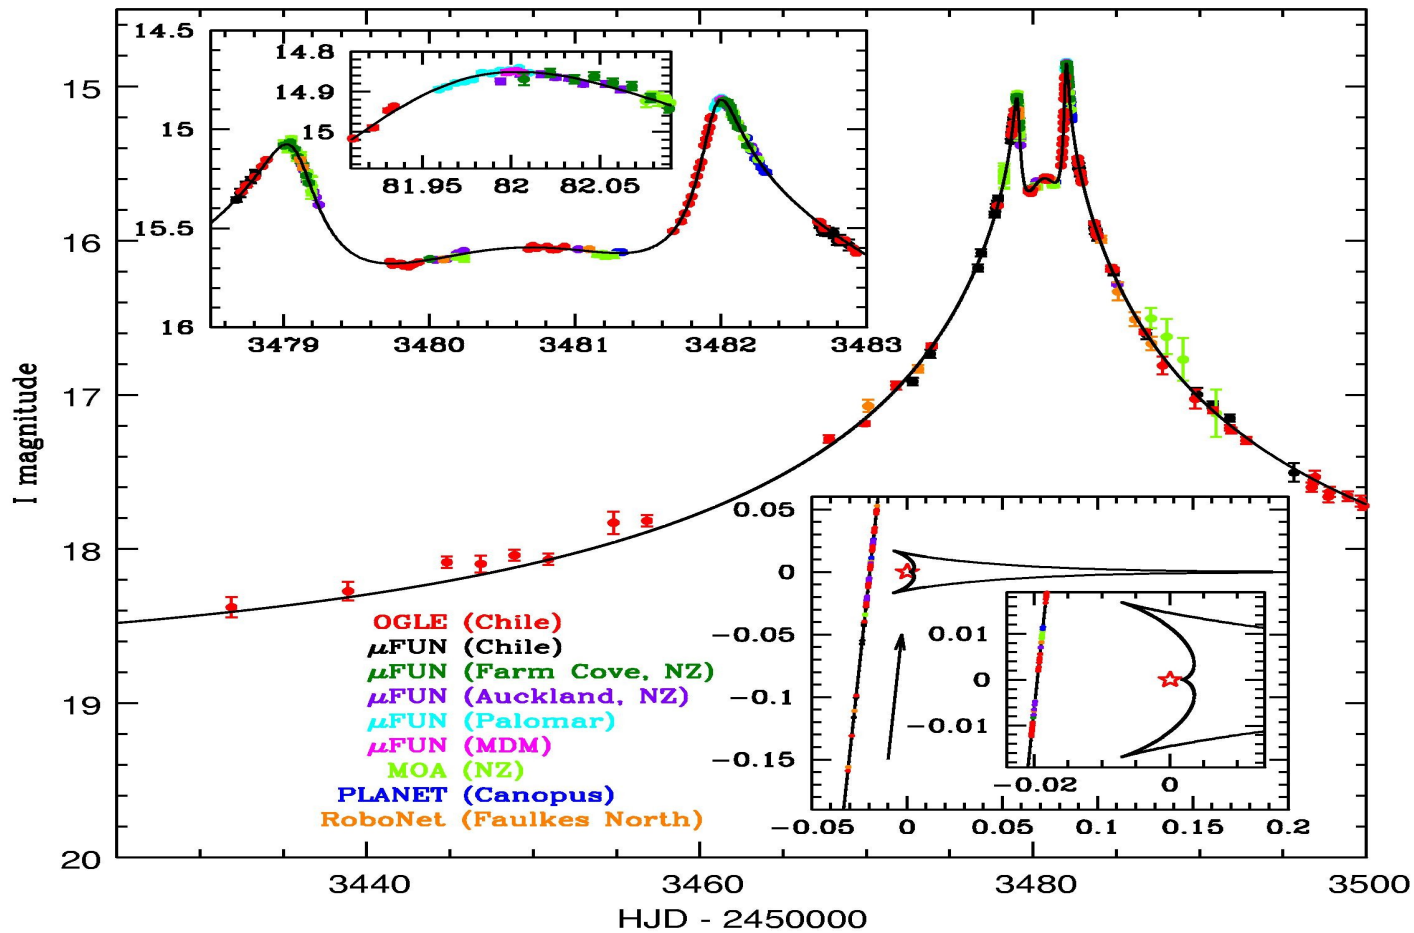 14.5
15
15.5
16
3479 3480 3481 3482 3483
14.8
14.9
15
81.95 82 82.05
15
16
17
18
19
20
I magnitude
OGLE (Chile)
μFUN (Chile)
μFUN (Farm Cove, NZ)
μFUN (Auckland, NZ)
μFUN (Palomar)
μFUN (MDM)
MOA (NZ)
PLANET (Canopus)
RoboNet (Faulkes North)
0.05
0
−0.05
−0.1
−0.15
−0.05 0 0.05 0.1 0.15 0.2
0.01
0
−0.01
−0.02 0
3440 3460 3480 3500
HJD - 2450000